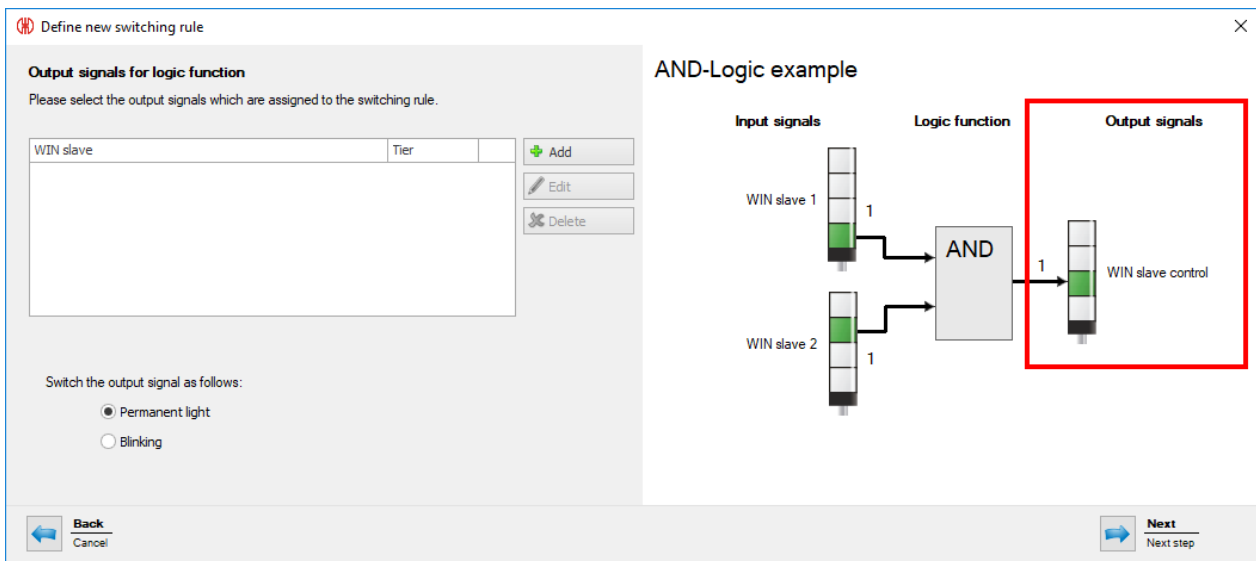 Define new switching rule
Output signals for logic function
Please select the output signals which are assigned to the switching rule.
WIN slave Tier
Add
Edit
Delete
Switch the output signal as follows:
Permanent light
Blinking
AND-Logic example
Input signals Logic function Output signals
WIN slave 1
1
AND
1
WIN slave control
WIN slave 2
1
Back
Cancel
Next
Next step